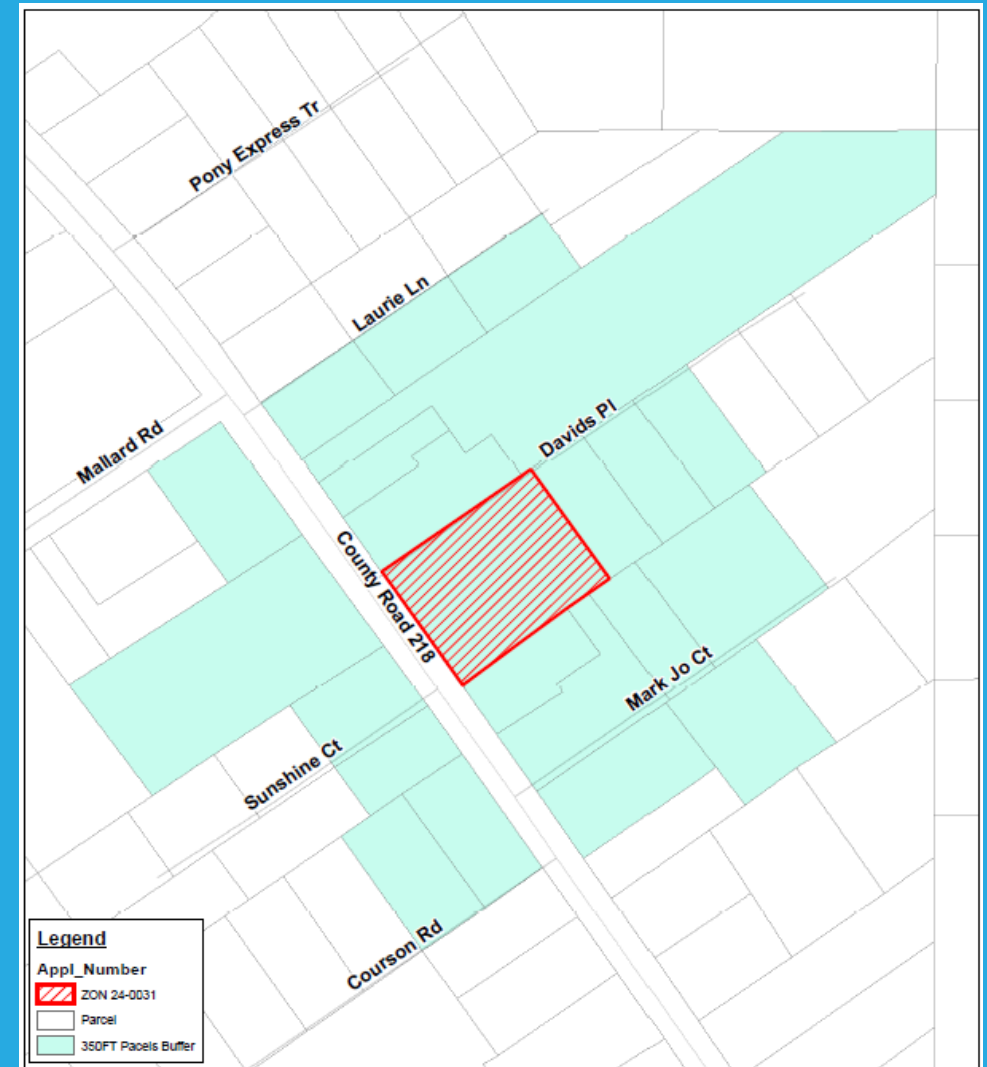 Pony Express Tr
Laurie Ln
Mallard Rd
Davids Pl
County Road 218
Mark Jo Ct
Sunshine Ct
Courson Rd
Legend
Appl_Number
ZON 24-0031
Parcel
350FT Pacels Buffer